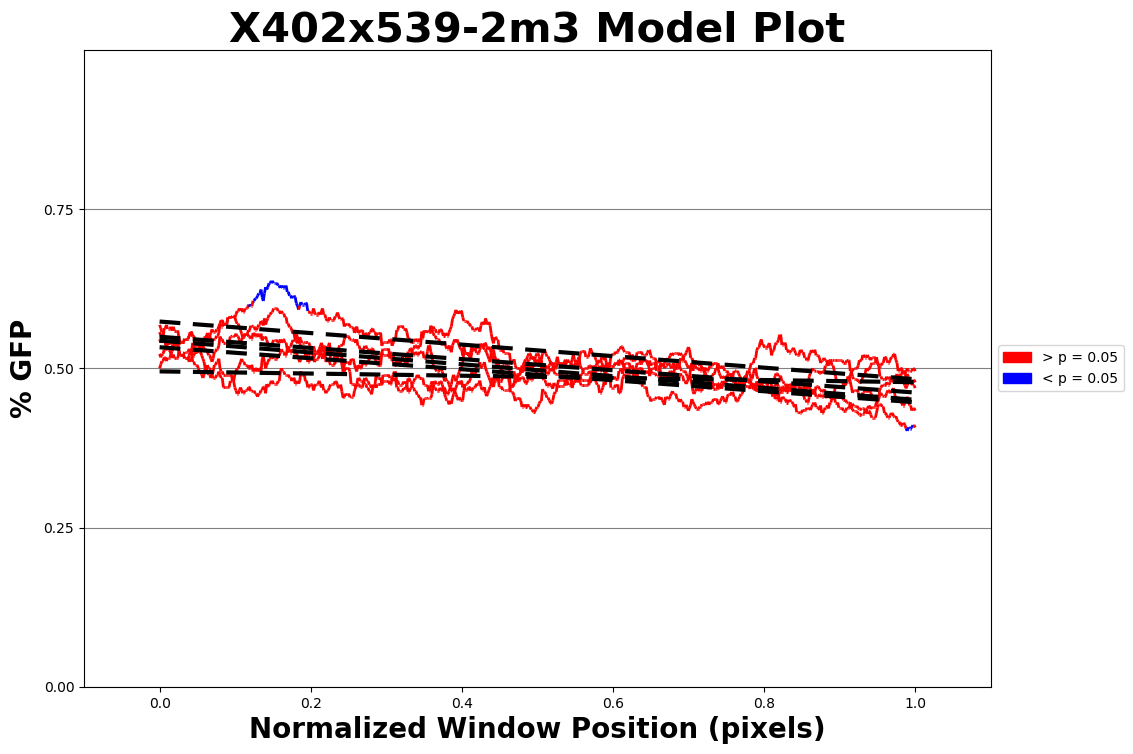 X402x539-2m3 Model Plot
% GFP
0.75
0.50
0.25
0.00
0.0 0.2 0.4 0.6 0.8 1.0
Normalized Window Position (pixels)
> p = 0.05
< p = 0.05